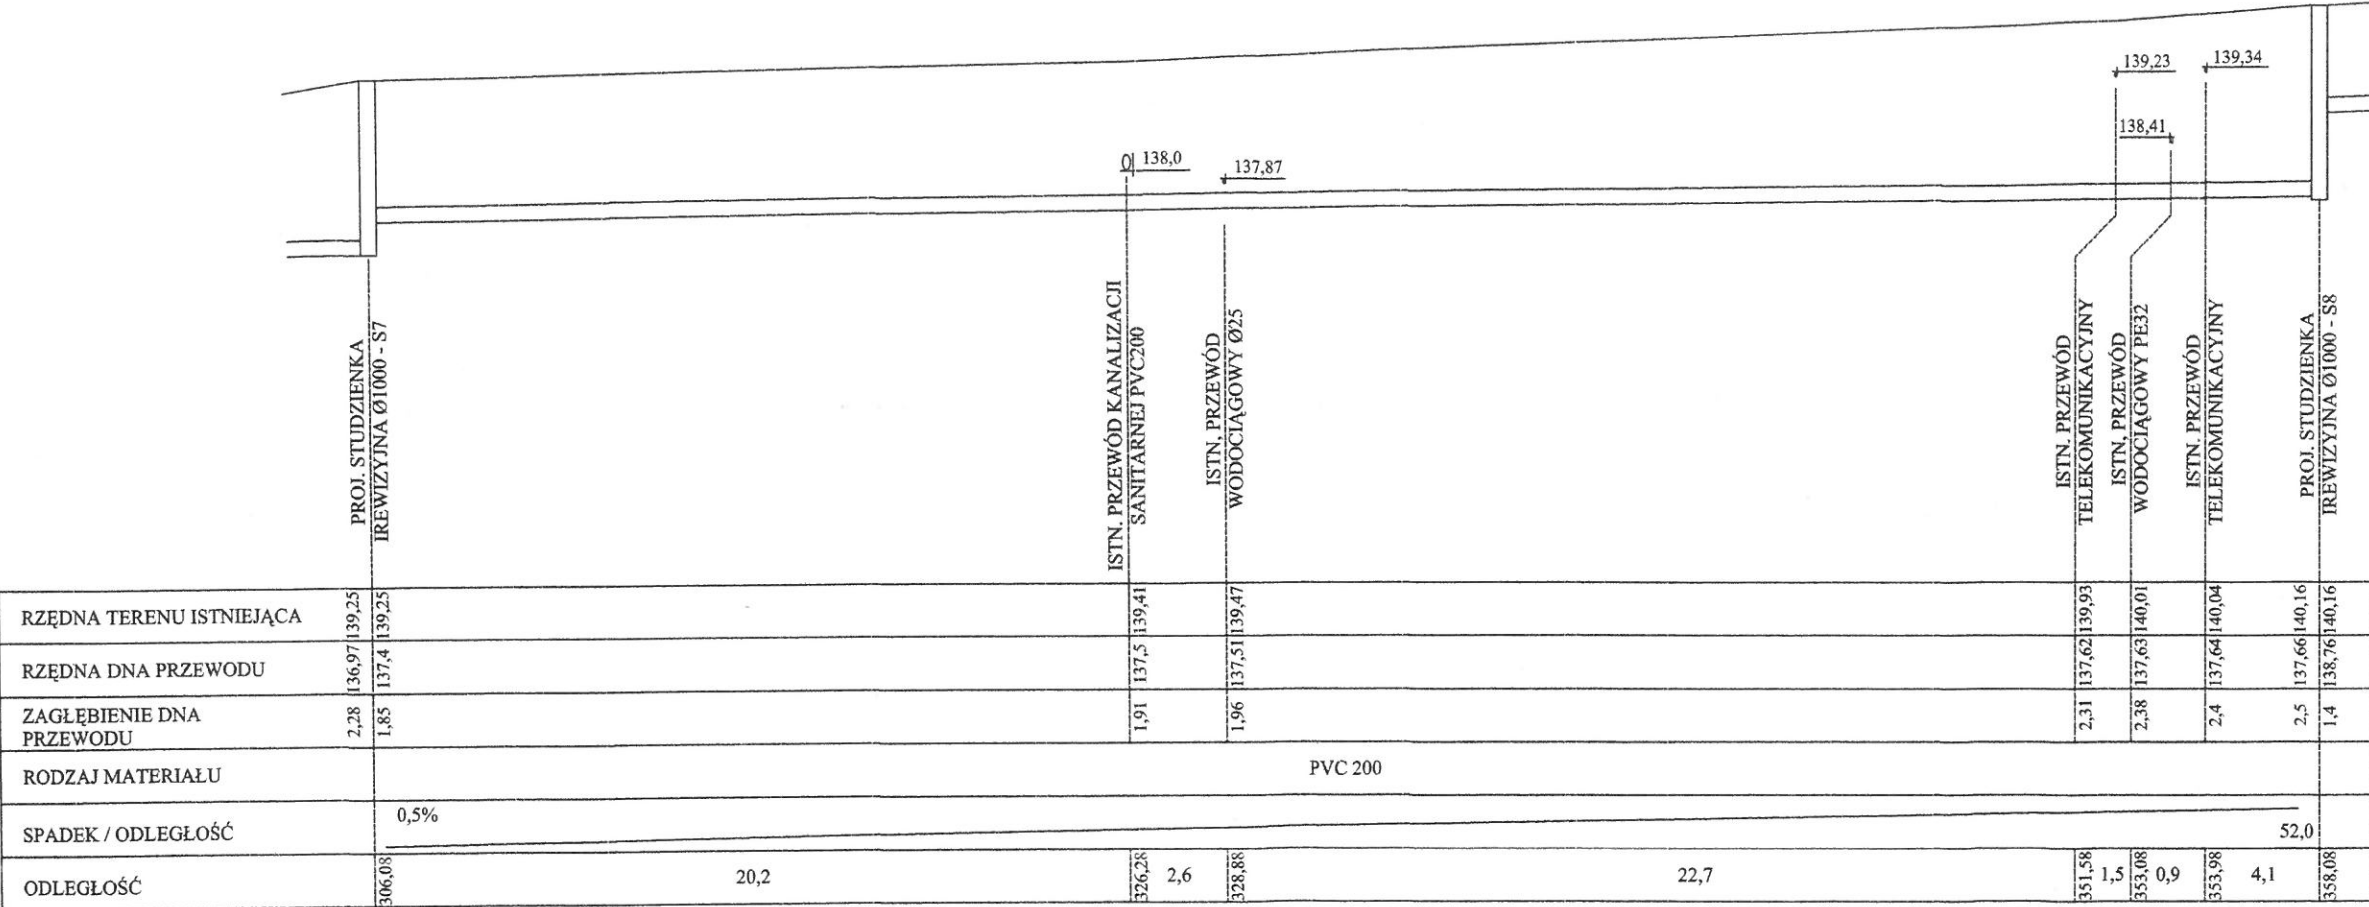 139,23
139,34
138,41
138,0
137,87
PROJ. STUDZIENKA
IREWIZYJNA Ø1000 - S7
ISTN. PRZEWÓD KANALIZACJI
SANITARNEJ PVC200
ISTN, PRZEWÓD
WODOCIĄGOWY Ø25
ISTN. PRZEWÓD
TELEKOMUNIKACYJNY
ISTN, PRZEWÓD
WODOCIĄGOWY PE32
ISTN. PRZEWÓD
TELEKOMUNIKACYJNY
PROJ. STUDZIENKA
IREWIZYJNA Ø1000 - S8
RZĘDNA TERENU ISTNIEJĄCA
139,25
139,25
139,41
139,47
139,93
140,01
140,04
140,16
140,16
RZĘDNA DNA PRZEWODU
136,97
137,4
137,5
137,51
137,62
137,63
137,64
137,66
138,76
ZAGŁĘBIENIE DNA
PRZEWODU
2,28
1,85
1,91
1,96
2,31
2,38
2,4
2,5
1,4
RODZAJ MATERIAŁU
PVC 200
SPADEK / ODLEGŁOŚĆ
0,5%
52,0
ODLEGŁOŚĆ
306,08
20,2
326,28
2,6
328,88
22,7
351,58
1,5
353,08
0,9
353,98
4,1
358,08